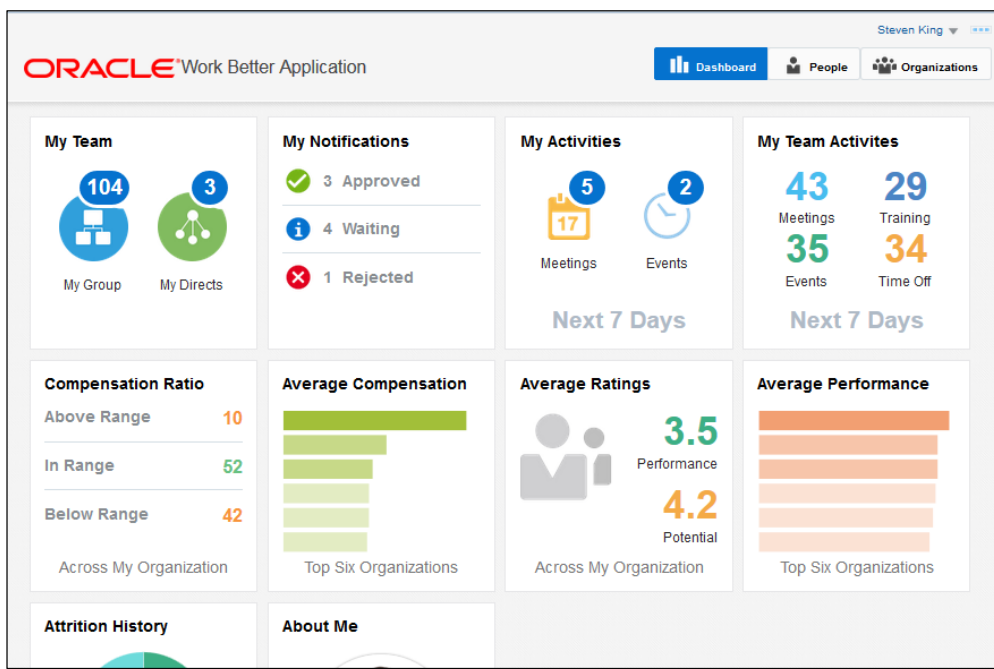 Steven King
ORACLE Work Better Application
Dashboard People Organizations
My Team
104 3
My Group My Directs
My Notifications
3 Approved
4 Waiting
1 Rejected
My Activities
5 2
17
Meetings Events
Next 7 Days
My Team Activites
43 29
Meetings Training
35 34
Events Time Off
Next 7 Days
Compensation Ratio
Above Range 10
In Range 52
Below Range 42
Across My Organization
Average Compensation
Top Six Organizations
Average Ratings
3.5
Performance
4.2
Potential
Across My Organization
Average Performance
Top Six Organizations
Attrition History
About Me